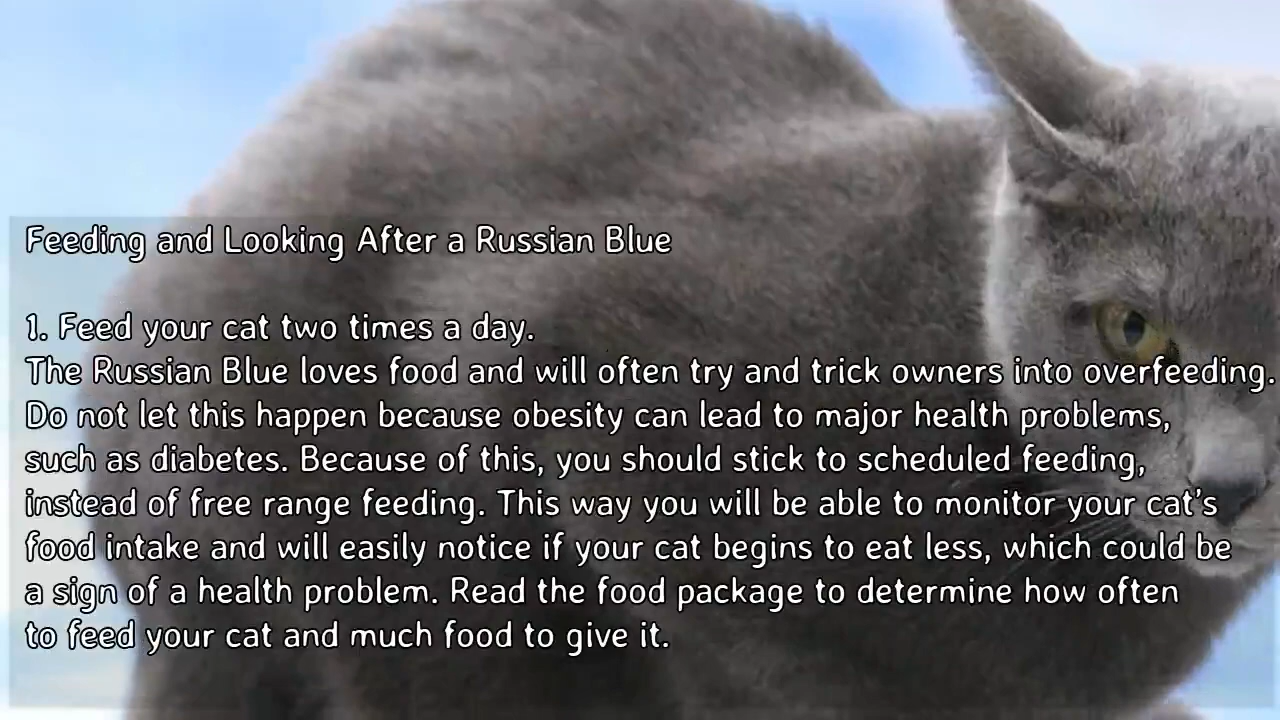 Feeding and Looking After a Russian Blue
1. Feed your cat two times a day.
The Russian Blue loves food and will often try and trick owners into overfeeding.
Do not let this happen because obesity can lead to major health problems,
such as diabetes. Because of this, you should stick to scheduled feeding,
instead of free range feeding. This way you will be able to monitor your cat's
food intake and will easily notice if your cat begins to eat less, which could be
a sign of a health problem. Read the food package to determine how often
to feed your cat and much food to give it.